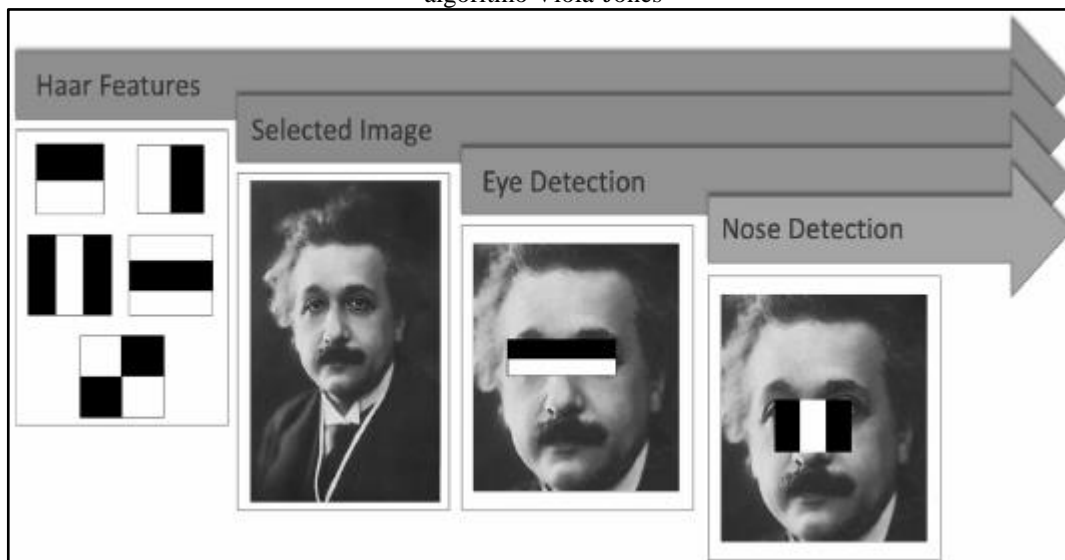 algoritmo Viola-Jones
Haar Features
Selected Image
Eye Detection
Nose Detection